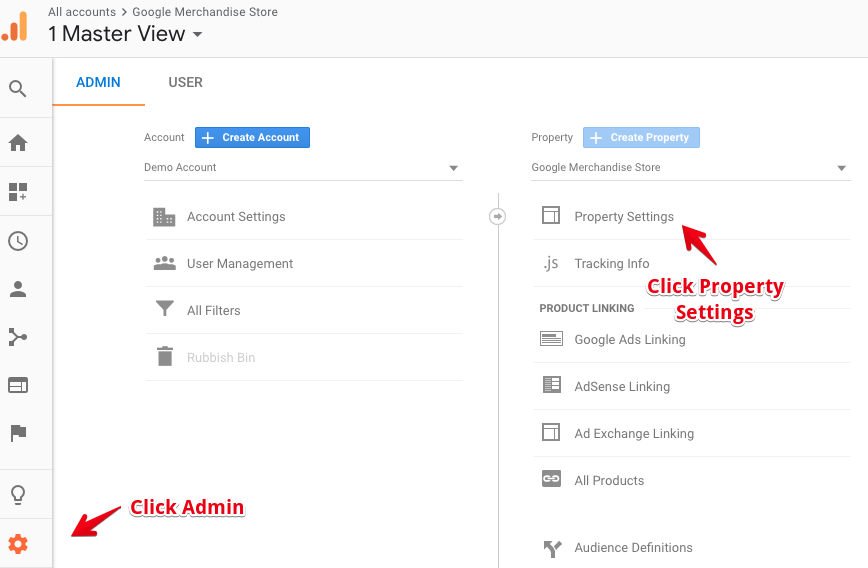 All accounts > Google Merchandise Store
1 Master View
ADMIN
USER
Account
Create Account
Demo Account
Account Settings
User Management
All Filters
Rubbish Bin
Property
Create Property
Google Merchandise Store
Property Settings
.js Tracking Info
Click Property
Settings
PRODUCT LINKING
Google Ads Linking
AdSense Linking
Ad Exchange Linking
All Products
Audience Definitions
Click Admin